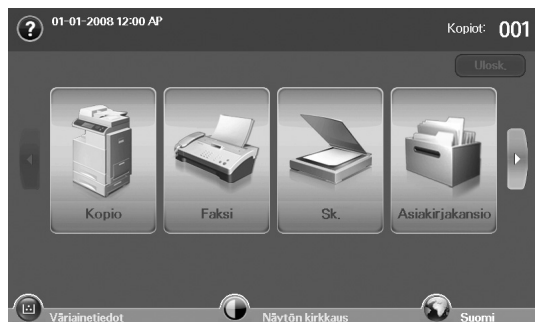 ? 01-01-2008 12:00 AP Kopiot: 001
Ulosk.
Kopio Faksi Sk. Asiakirjakansio
Väriainetiedot Näytön kirkkaus Suomi